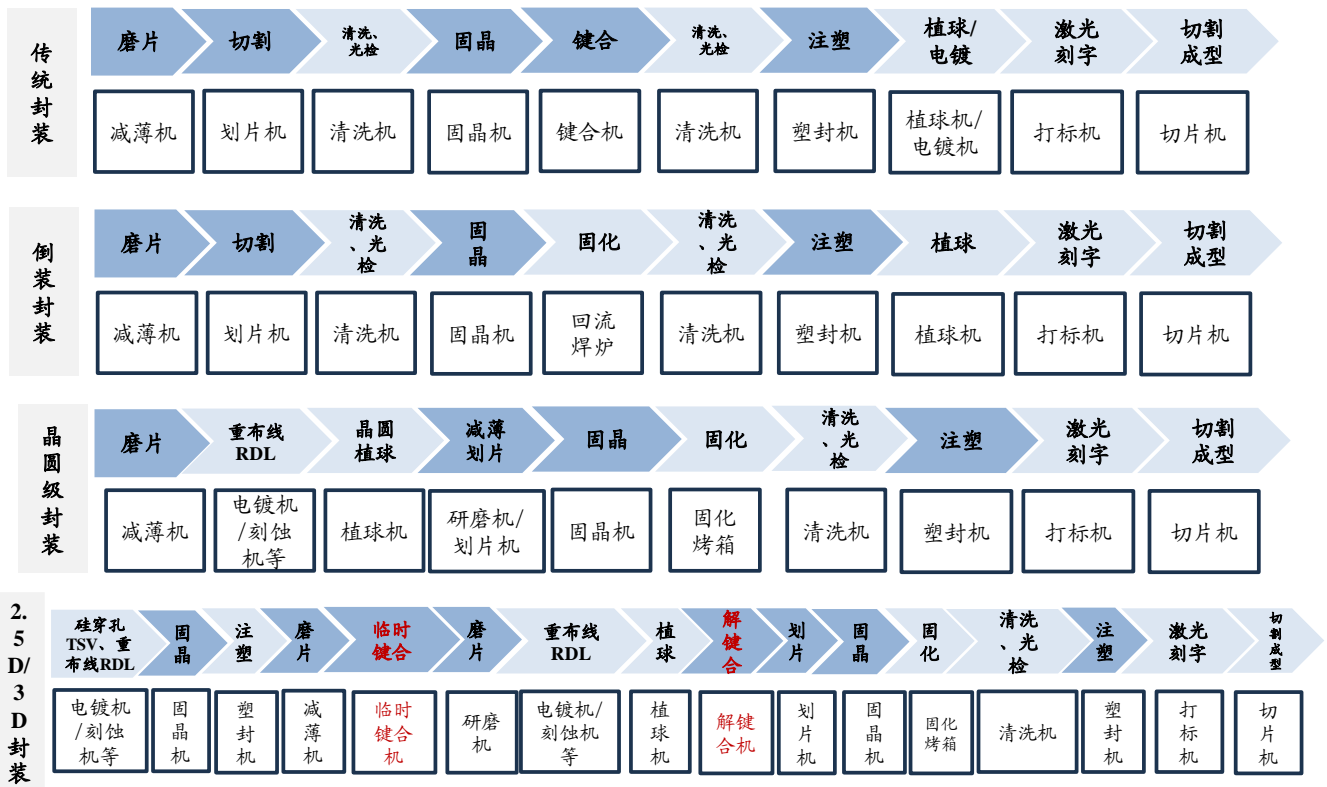 传
统
封
装
磨片
切割
清洗、
光检
固晶
键合
清洗、
光检
注塑
植球/
电镀
激光
刻字
切割
成型
减薄机
划片机
清洗机
固晶机
键合机
清洗机
塑封机
植球机/
电镀机
打标机
切片机
倒
装
封
装
磨片
切割
清洗
、光
检
固
晶
固化
清洗
、光
检
注塑
植球
激光
刻字
切割
成型
减薄机
划片机
清洗机
固晶机
回流
焊炉
清洗机
塑封机
植球机
打标机
切片机
晶
圆
级
封
装
磨片
重布线
RDL
晶圆
植球
减薄
划片
固晶
固化
清洗
、光
检
注塑
激光
刻字
切割
成型
减薄机
电镀机
/刻蚀
机等
植球机
研磨机/
划片机
固晶机
固化
烤箱
清洗机
塑封机
打标机
切片机
2.
5
D/
3
D
封
装
硅穿孔
TSV、重
布线RDL
固
晶
注
塑
磨
片
临时
键合
磨
片
重布线
RDL
植
球
解
键
合
划
片
固
晶
固
化
清洗
、光
检
注
塑
激光
刻字
切
割
成
型
电镀机
/刻蚀
机等
固
晶
机
塑
封
机
减
薄
机
临时
键合
机
研磨
机
电镀机/
刻蚀机
等
植
球
机
解键
合机
划
片
机
固
晶
机
固化
烤箱
清洗机
塑
封
机
打
标
机
切
片
机